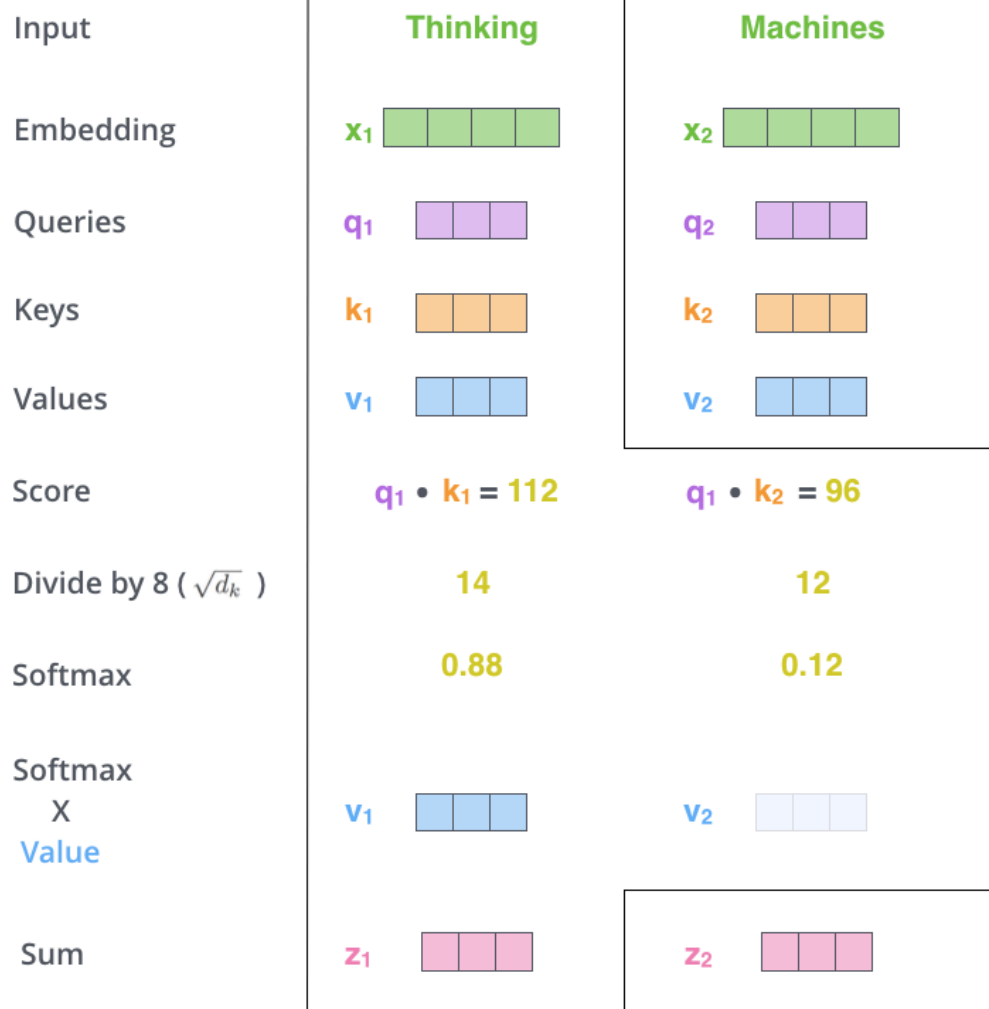 Input Thinking Machines
Embedding x₁ x₂
Queries q₁ q₂
Keys k₁ k₂
Values v₁ v₂
Score q₁ • k₁ = 112 q₁ • k₂ = 96
Divide by 8 ( √dₖ ) 14 12
Softmax 0.88 0.12
Softmax
X v₁ v₂
Value
Sum z₁ z₂